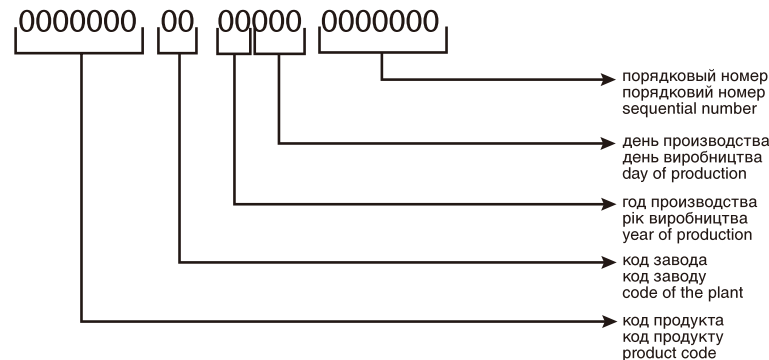 0000000 00 00000 0000000
порядковый номер
порядковий номер
sequential number
день производства
день виробництва
day of production
год производства
рік виробництва
year of production
код завода
код заводу
code of the plant
код продукта
код продукту
product code